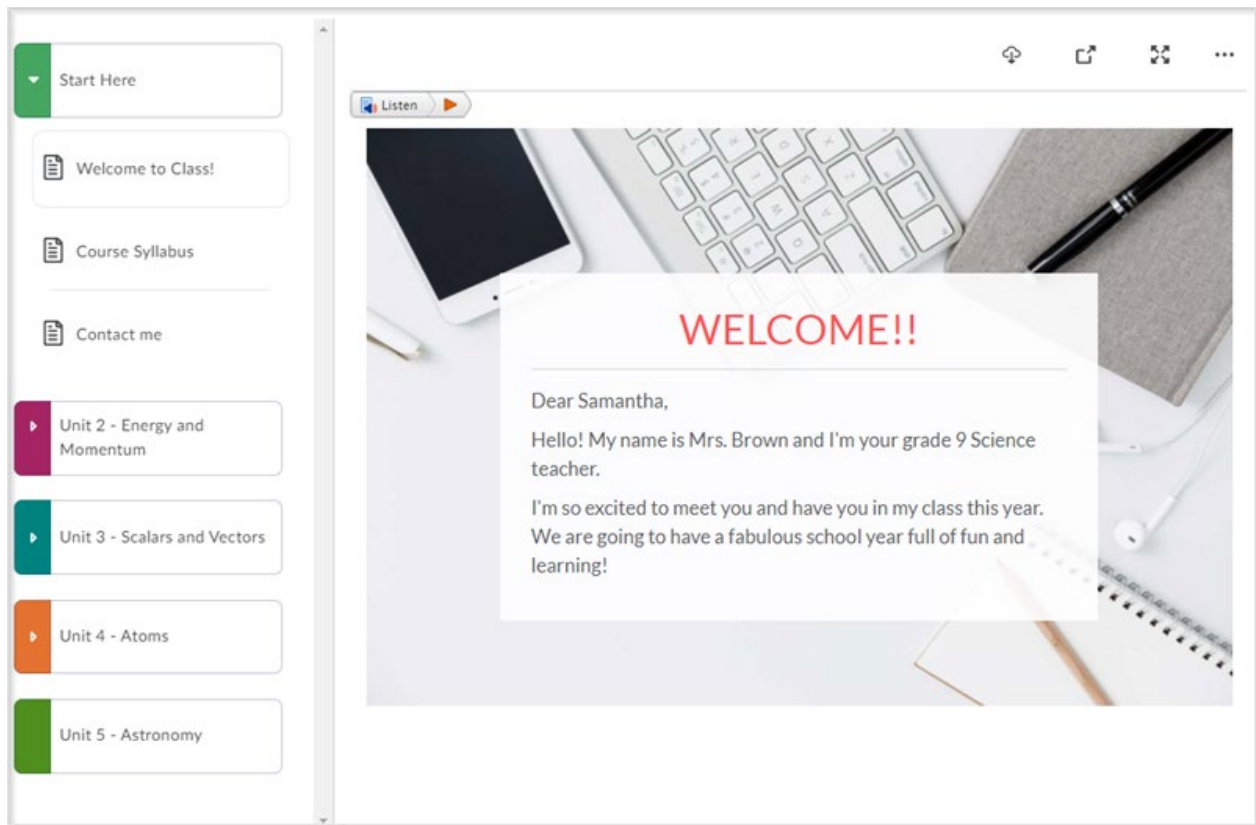 Start Here
Welcome to Class!
Course Syllabus
Contact me
Unit 2 - Energy and
Momentum
Unit 3 - Scalars and Vectors
Unit 4 - Atoms
Unit 5 - Astronomy
Listen
WELCOME!!
Dear Samantha,
Hello! My name is Mrs. Brown and I'm your grade 9 Science
teacher.
I'm so excited to meet you and have you in my class this year.
We are going to have a fabulous school year full of fun and
learning!